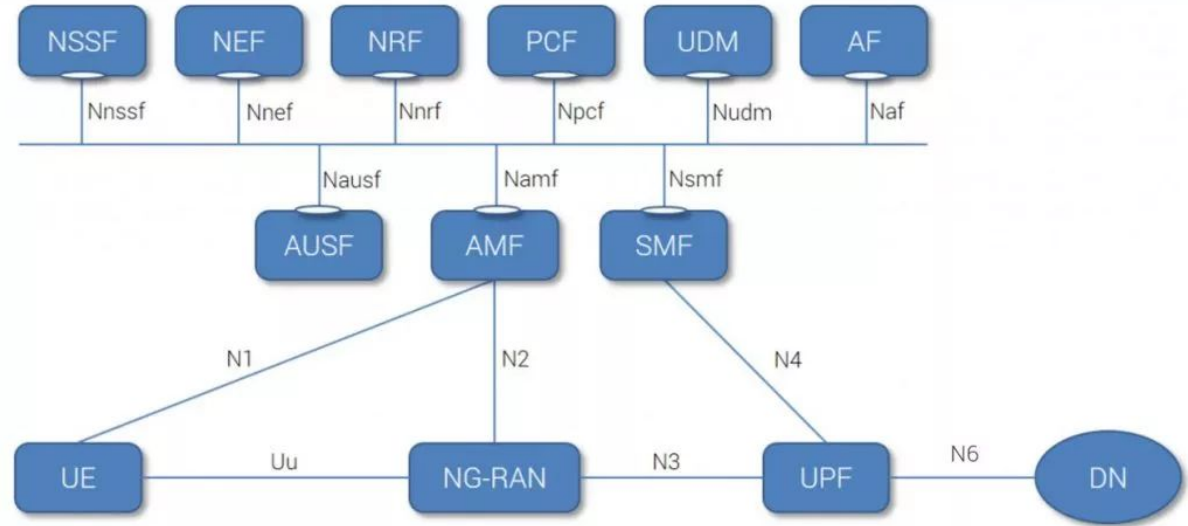 NSSF NEF NRF PCF UDM AF
Nnssf Nnef Nnrf Npcf Nudm Naf
Nausf Namf Nsmf
AUSF AMF SMF
N1 N2 N4
Uu N3 N6
UE NG-RAN UPF DN